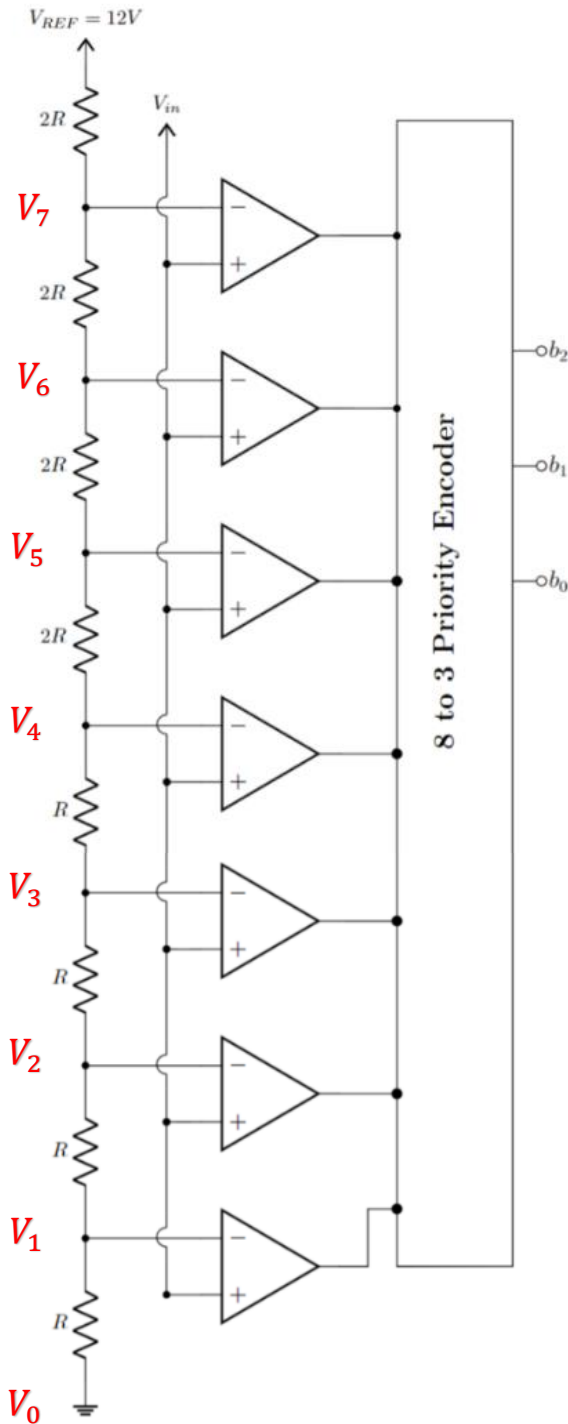 V_{REF} = 12V
2R
V_{in}
V_7
−
+
2R
b_2
V_6
−
+
2R
b_1
V_5
−
+
b_0
8 to 3 Priority Encoder
2R
V_4
−
+
R
V_3
−
+
R
V_2
−
+
R
V_1
−
+
R
V_0